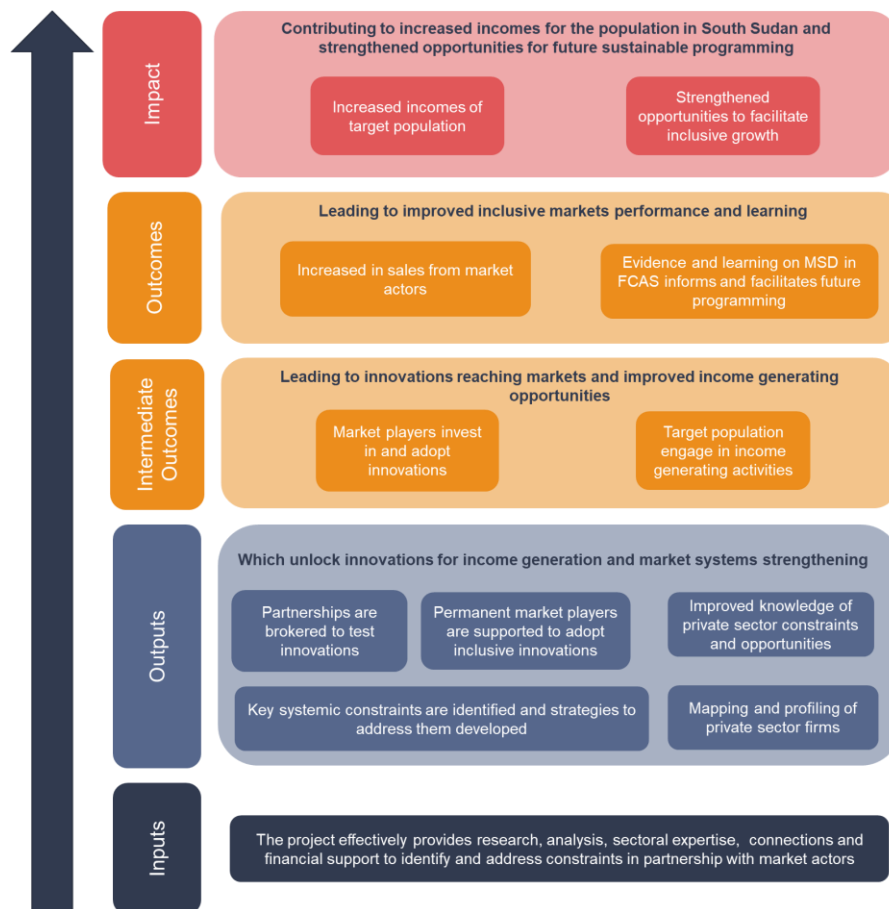 Impact
Contributing to increased incomes for the population in South Sudan and
strengthened opportunities for future sustainable programming
Increased incomes of
target population
Strengthened
opportunities to facilitate
inclusive growth
Outcomes
Leading to improved inclusive markets performance and learning
Increased in sales from market
actors
Evidence and learning on MSD in
FCAS informs and facilitates future
programming
Intermediate
Outcomes
Leading to innovations reaching markets and improved income generating
opportunities
Market players invest
in and adopt
innovations
Target population
engage in income
generating activities
Outputs
Which unlock innovations for income generation and market systems strengthening
Partnerships are
brokered to test
innovations
Permanent market players
are supported to adopt
inclusive innovations
Improved knowledge of
private sector constraints
and opportunities
Key systemic constraints are identified and strategies to
address them developed
Mapping and profiling of
private sector firms
Inputs
The project effectively provides research, analysis, sectoral expertise, connections and
financial support to identify and address constraints in partnership with market actors